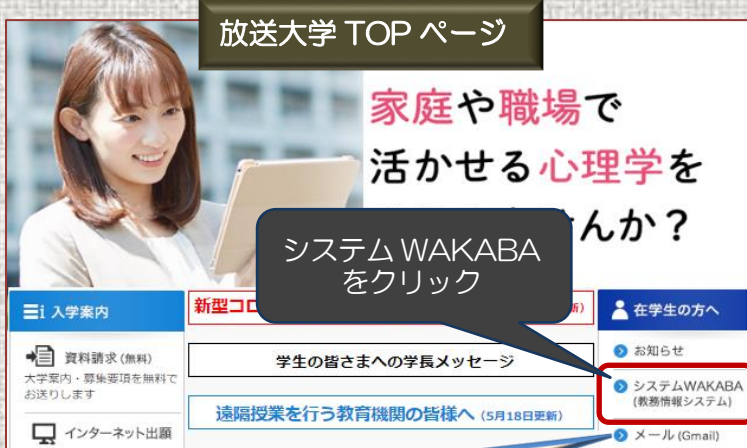 放送大学 TOP ページ
家庭や職場で
活かせる心理学を
んか？
システム WAKABA
をクリック
入学案内
新型コロ
在学生の方へ
資料請求 (無料)
大学案内・募集要項を無料で
お送りします
学生の皆さまへの学長メッセージ
お知らせ
システムWAKABA
(教務情報システム)
遠隔授業を行う教育機関の皆様へ (5月18日更新)
インターネット出願
メール (Gmail)